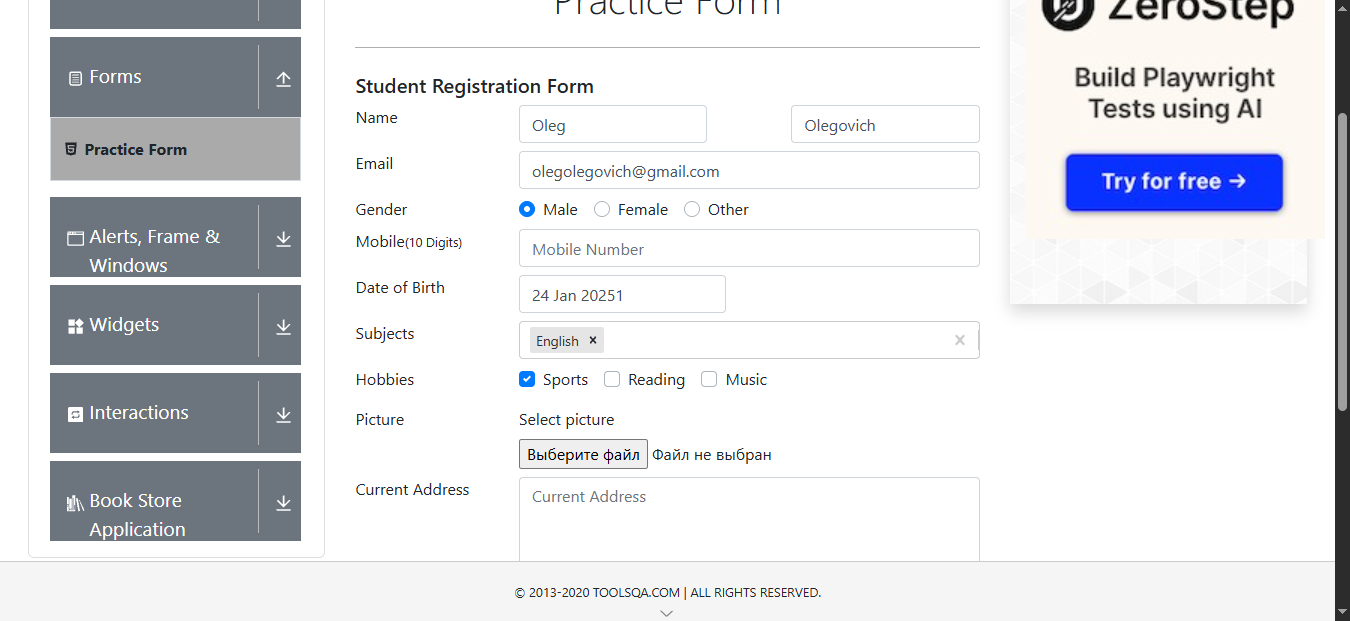 Practice Form
Forms
Practice Form
Alerts, Frame &
Windows
Widgets
Interactions
Book Store
Application
Student Registration Form
Name
Oleg
Olegovich
Email
olegolegovich@gmail.com
Gender
Male
Female
Other
Mobile(10 Digits)
Mobile Number
Date of Birth
24 Jan 20251
Subjects
English ×
Hobbies
Sports
Reading
Music
Picture
Select picture
Выберите файл
Файл не выбран
Current Address
Current Address
ZeroStep
Build Playwright
Tests using AI
Try for free →
© 2013-2020 TOOLSQA.COM | ALL RIGHTS RESERVED.